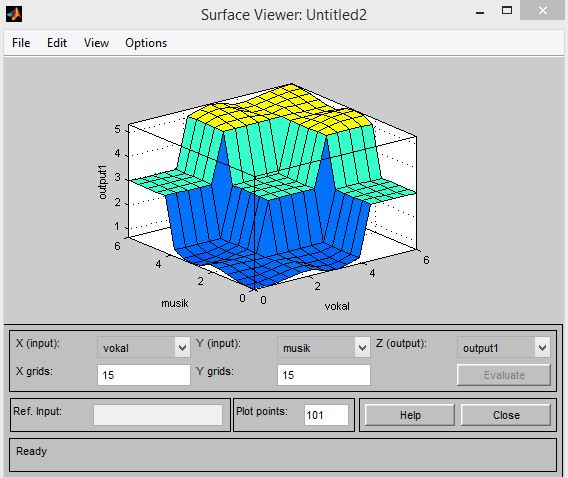 Surface Viewer: Untitled2
File Edit View Options
5
4
3
2
1
output1
6
4
2
0
musik
0
2
4
6
vokal
X (input): vokal Y (input): musik Z (output): output1
X grids: 15 Y grids: 15 Evaluate
Ref. Input: Plot points: 101 Help Close
Ready